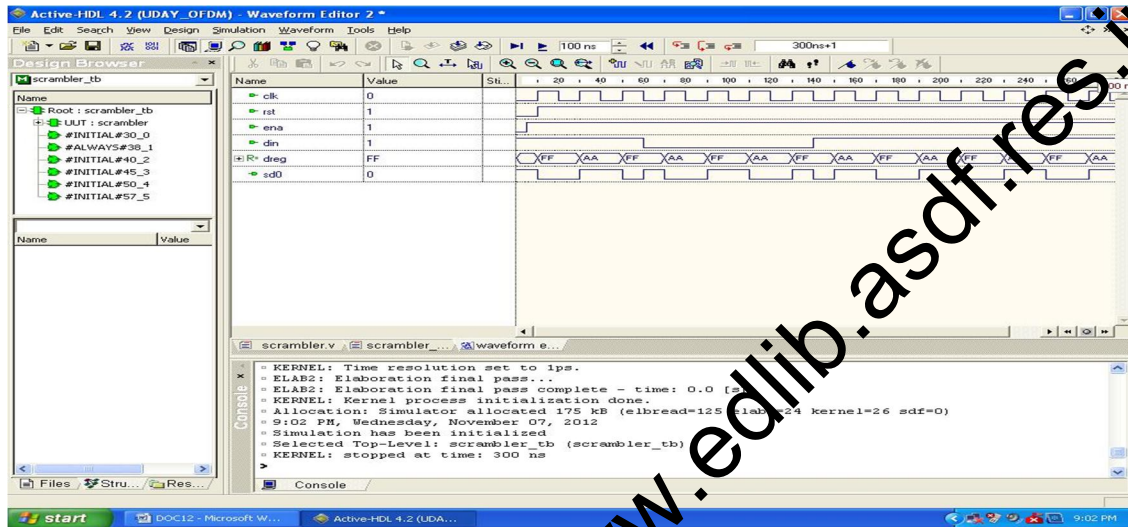 Active-HDL 4.2 (UDAY_OFDM) - Waveform Editor 2 *
File Edit Search View Design Simulation Waveform Tools Help
100 ns 300ns+1
Design Browser
scrambler_tb
Name
Root : scrambler_tb
UUT : scrambler
#INITIAL#30_0
#ALWAYS#38_1
#INITIAL#40_2
#INITIAL#45_3
#INITIAL#50_4
#INITIAL#57_5
Name Value
Name Value Sti... 20 40 60 80 100 120 140 160 180 200 220 240
clk 0
rst 1
ena 1
din 1
dreg FF FF AA FF AA FF AA FF AA FF AA FF AA FF AA
sd0 0
scrambler.v scrambler_... waveform e...
KERNEL: Time resolution set to 1ps.
ELAB2: Elaboration final pass...
ELAB2: Elaboration final pass complete - time: 0.0
KERNEL: Kernel process initialization done.
Allocation: Simulator allocated 175 kB (elbread=125 kernel=26 sdf=0)
9:02 PM, Wednesday, November 07, 2012
Simulation has been initialized
Selected Top-Level: scrambler_tb (scrambler_tb)
KERNEL: stopped at time: 300 ns
>
Console
Files Stru... Res...
Console
start DOC12 - Microsoft W... Active-HDL 4.2 (UDA... 9:02 PM
www.edlib.asdf.res.